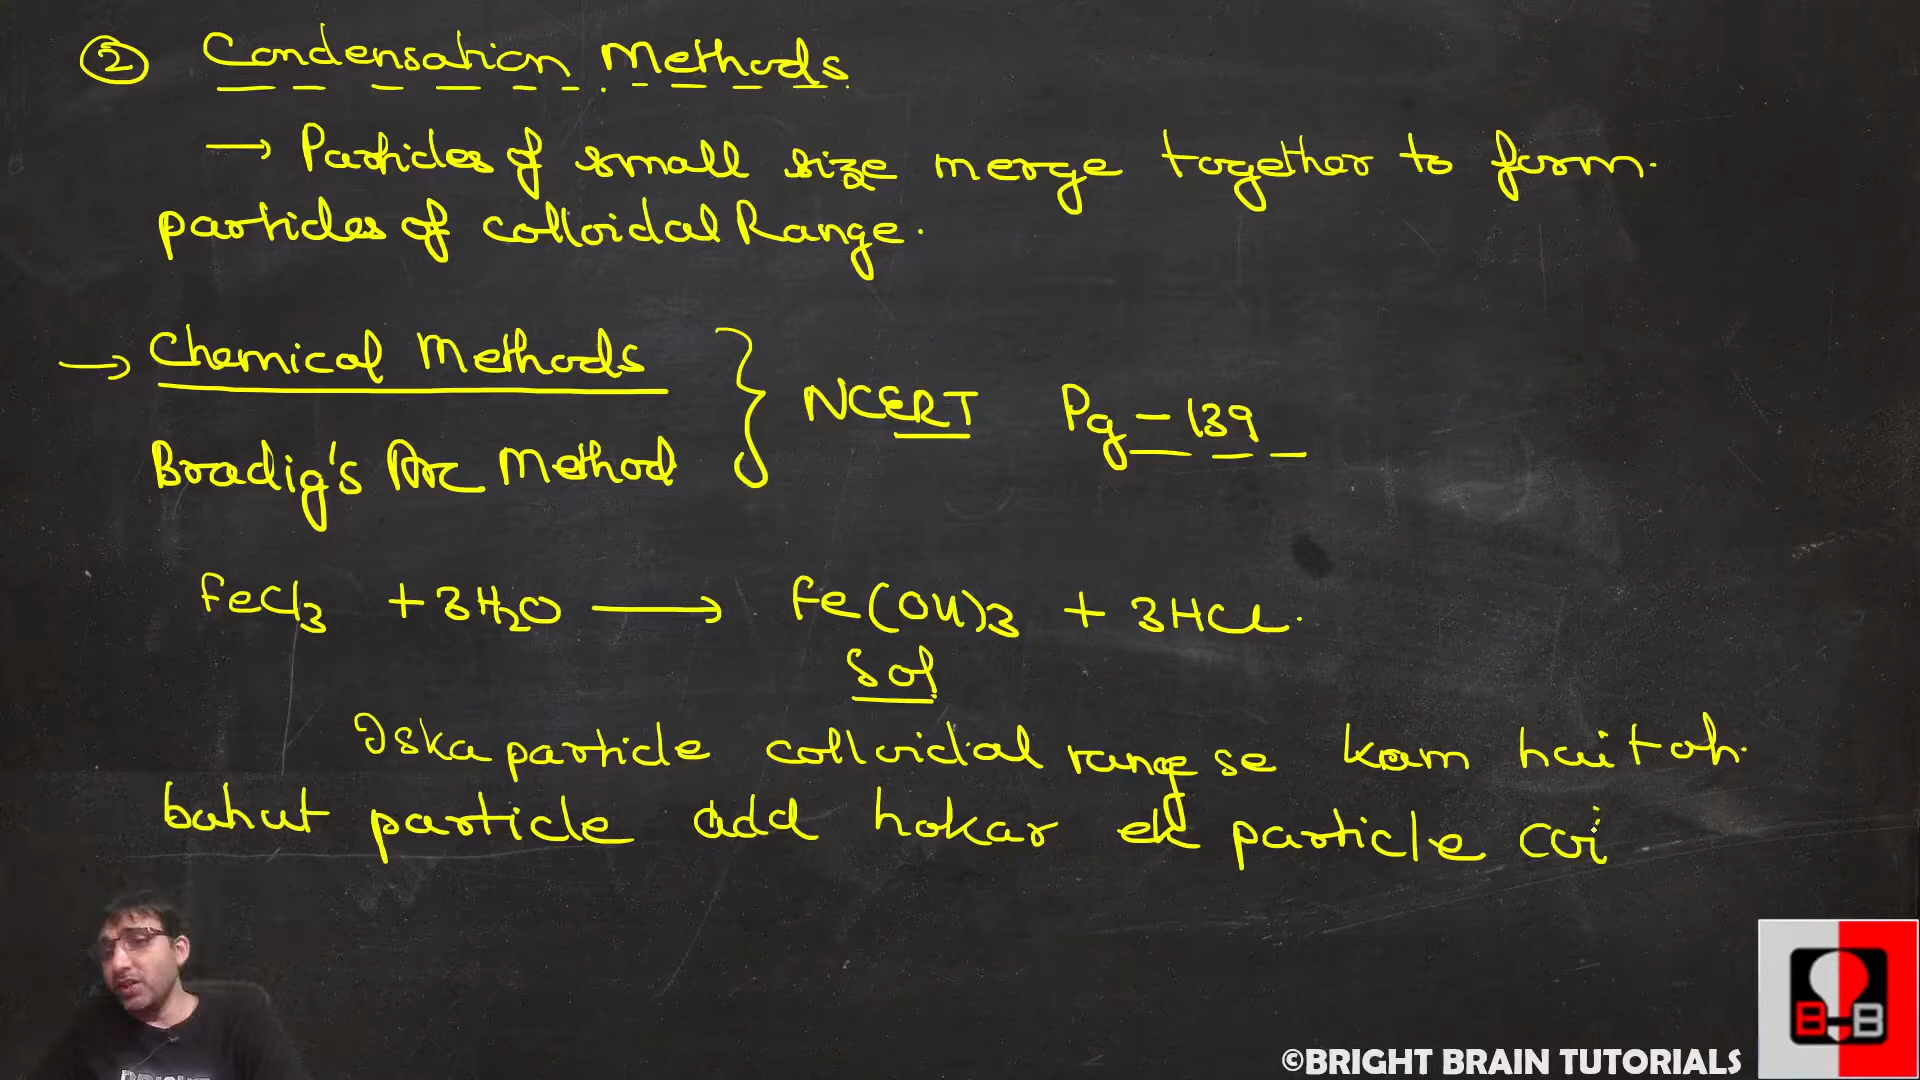 ② Condensation Methods
→ Particles of small size merge together to form.
particles of colloidal Range.
→ Chemical Methods
Bradig's Arc Method
NCERT Pg - 139
FeCl₃ + 3H₂O → Fe(OH)₃ + 3HCl.
Sol
Iska particle colloidal range se kam hai toh.
bahut particle add hokar ek particle coi
B-B
©BRIGHT BRAIN TUTORIALS